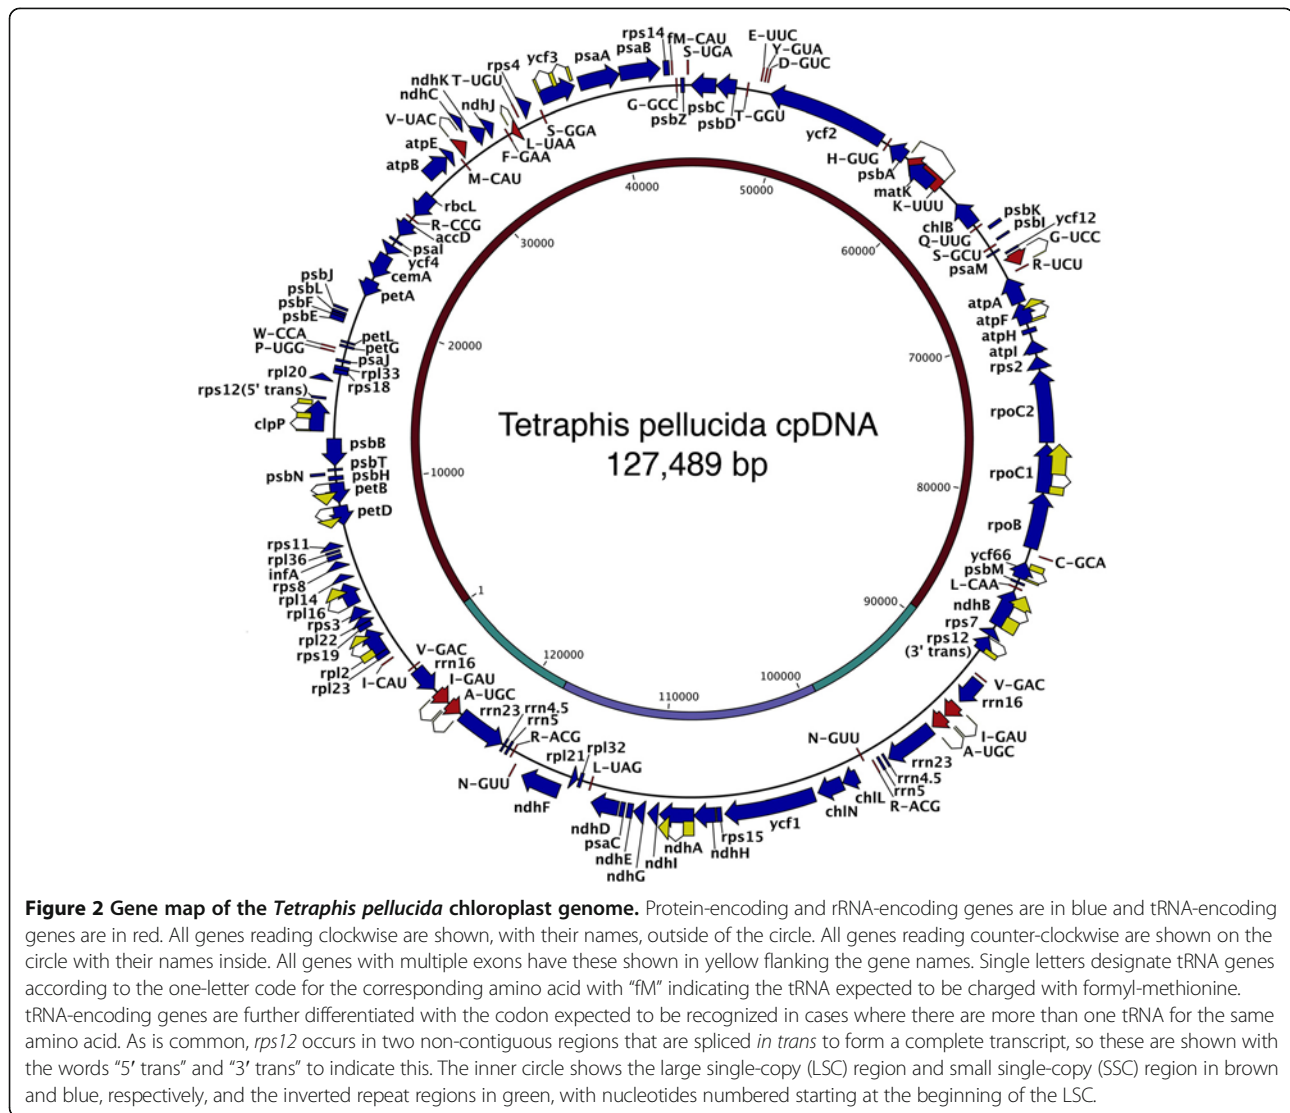 rps14
fM-CAU
S-UGA
psaB
psaA
ycf3
rps4
T-UGU
ndhK
ndhC
ndhJ
V-UAC
atpE
atpB
E-UUC
Y-GUA
D-GUC
G-GCC
psbZ
psbC
psbD
T-GGU
ycf2
S-GGA
L-UAA
F-GAA
M-CAU
H-GUG
psbA
matK
K-UUU
rbcL
R-CCG
accD
psaI
ycf4
cemA
petA
chlB
Q-UUG
S-GCU
psaM
psbK
psbI
ycf12
G-UCC
R-UCU
psbJ
psbL
psbF
psbE
W-CCA
P-UGG
petL
petG
psaJ
rpl33
rps18
rpl20
rps12(5' trans)
clpP
atpA
atpF
atpH
atpI
rps2
rpoC2
rpoC1
rpoB
psbB
psbT
psbH
psbN
petB
petD
rps11
rpl36
infA
rps8
rpl14
rpl16
rps3
rpl22
rps19
rpl2
rpl23
I-CAU
ycf66
psbM
L-CAA
C-GCA
ndhB
rps7
rps12
(3' trans)
V-GAC
rrn16
I-GAU
A-UGC
rrn23
rrn4.5
rrn5
R-ACG
N-GUU
rpl21
rpl32
L-UAG
ndhF
ndhD
psaC
ndhE
ndhG
ndhI
ndhA
ndhH
rps15
ycf1
chlN
chlL
N-GUU
R-ACG
rrn5
rrn4.5
rrn23
A-UGC
I-GAU
rrn16
V-GAC
40000
50000
30000
60000
20000
70000
10000
80000
1
90000
120000
100000
110000
Tetraphis pellucida cpDNA
127,489 bp
Figure 2 Gene map of the Tetraphis pellucida chloroplast genome. Protein-encoding and rRNA-encoding genes are in blue and tRNA-encoding
genes are in red. All genes reading clockwise are shown, with their names, outside of the circle. All genes reading counter-clockwise are shown on the
circle with their names inside. All genes with multiple exons have these shown in yellow flanking the gene names. Single letters designate tRNA genes
according to the one-letter code for the corresponding amino acid with “fM” indicating the tRNA expected to be charged with formyl-methionine.
tRNA-encoding genes are further differentiated with the codon expected to be recognized in cases where there are more than one tRNA for the same
amino acid. As is common, rps12 occurs in two non-contiguous regions that are spliced in trans to form a complete transcript, so these are shown with
the words “5′ trans” and “3′ trans” to indicate this. The inner circle shows the large single-copy (LSC) region and small single-copy (SSC) region in brown
and blue, respectively, and the inverted repeat regions in green, with nucleotides numbered starting at the beginning of the LSC.